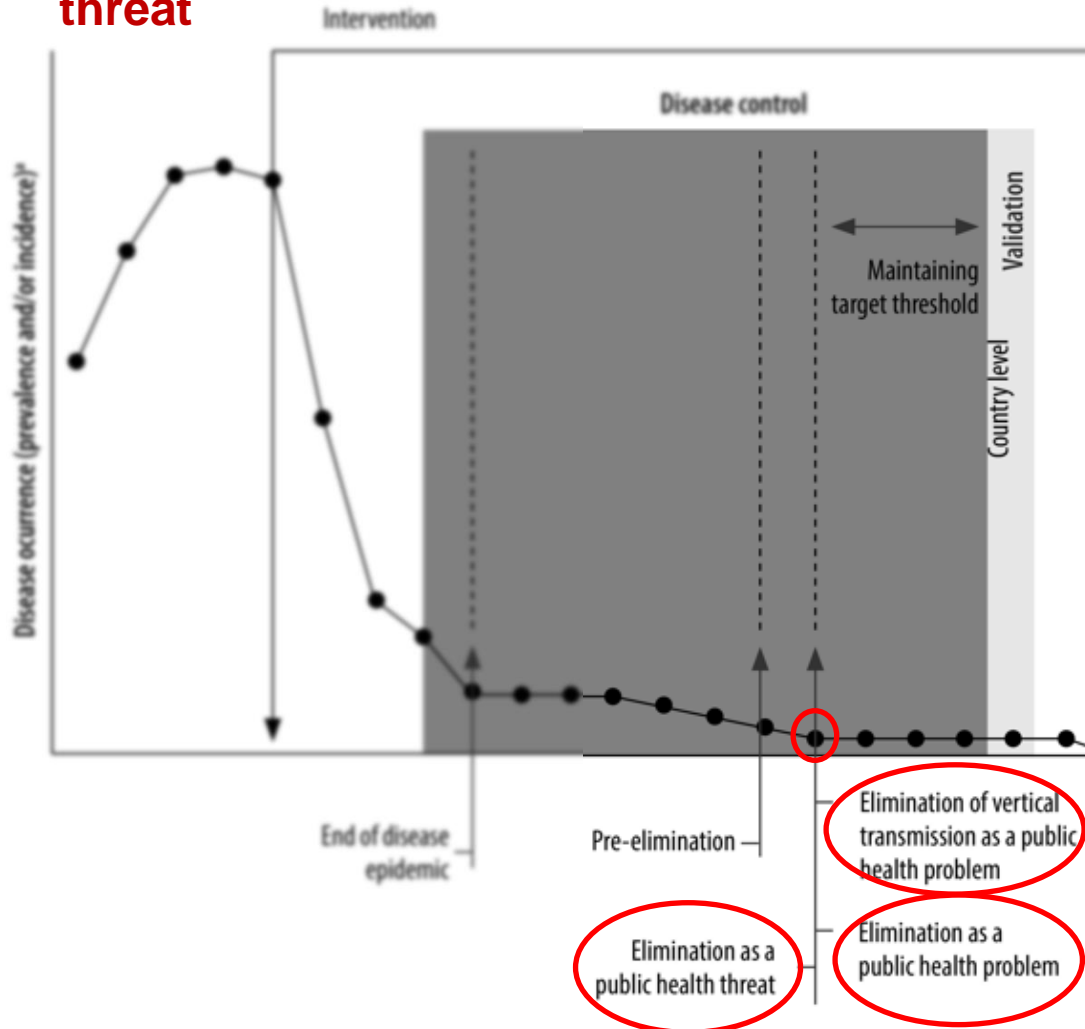 threat
Intervention
Disease control
Disease ocurrence (prevalence and/or incidence)ª
Validation
Maintaining
target threshold
Country level
End of disease
epidemic
Pre-elimination
Elimination of vertical
transmission as a public
health problem
Elimination as a
public health threat
Elimination as a
public health problem